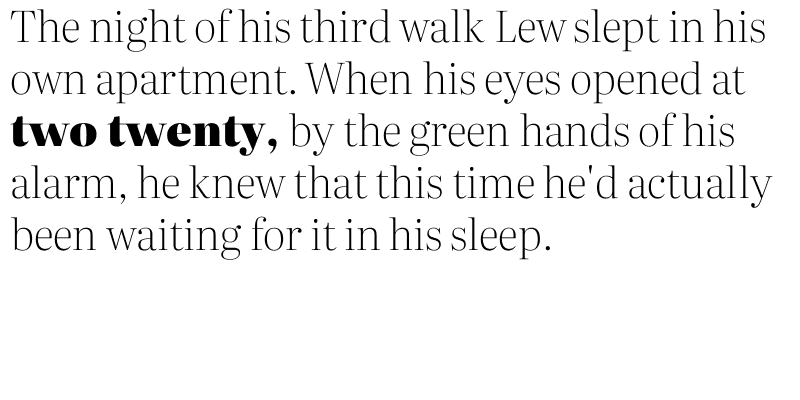 The night of his third walk Lew slept in his
own apartment. When his eyes opened at
two twenty, by the green hands of his
alarm, he knew that this time he'd actually
been waiting for it in his sleep.